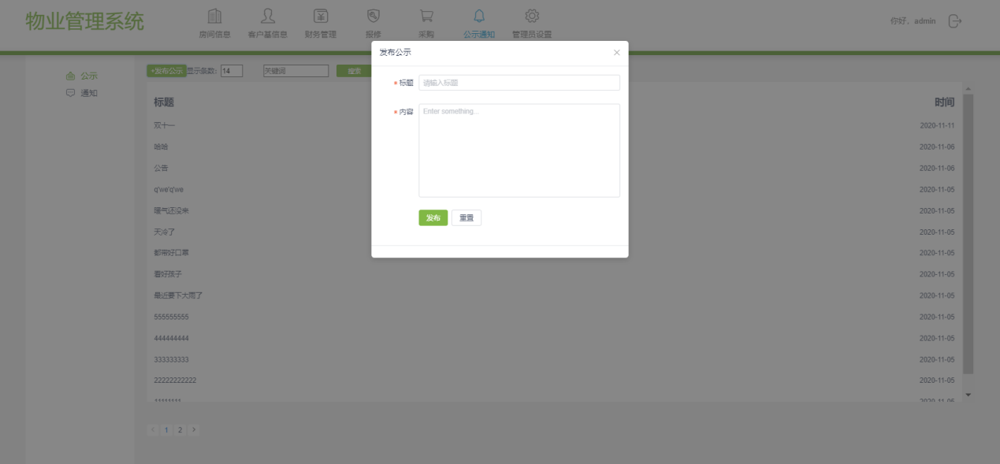 物业管理系统
房间信息 客户基信息 财务管理 报修 采购 公示通知 管理员设置
你好，admin
公示
通知
+发布公示 显示条数: 14 关键词 搜索
标题 时间
双十一 2020-11-11
哈哈 2020-11-06
公告 2020-11-06
q'we'q'we 2020-11-05
暖气还没来 2020-11-05
天冷了 2020-11-05
都带好口罩 2020-11-05
看好孩子 2020-11-05
最近要下大雨了 2020-11-05
555555555 2020-11-05
444444444 2020-11-05
333333333 2020-11-05
22222222222 2020-11-05
1 2
发布公示
* 标题 请输入标题
* 内容 Enter something...
发布 重置